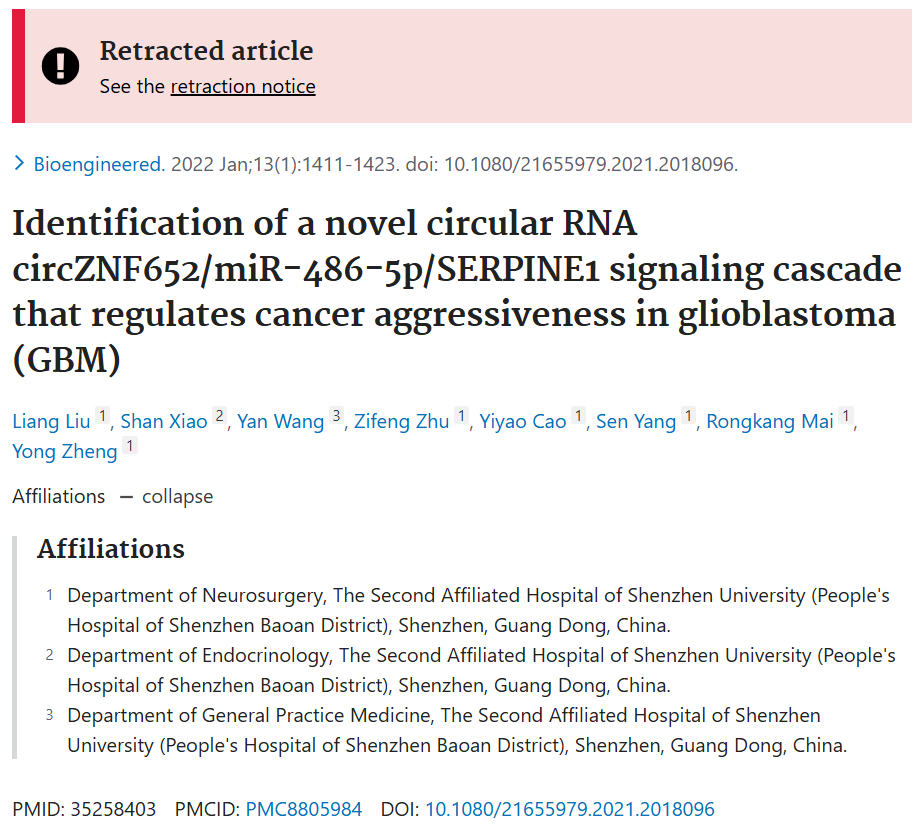 Retracted article
See the retraction notice
Bioengineered. 2022 Jan;13(1):1411-1423. doi: 10.1080/21655979.2021.2018096.
Identification of a novel circular RNA
circZNF652/miR-486-5p/SERPINE1 signaling cascade
that regulates cancer aggressiveness in glioblastoma
(GBM)
Liang Liu 1, Shan Xiao 2, Yan Wang 3, Zifeng Zhu 1, Yiyao Cao 1, Sen Yang 1, Rongkang Mai 1,
Yong Zheng 1
Affiliations — collapse
Affiliations
1 Department of Neurosurgery, The Second Affiliated Hospital of Shenzhen University (People's
Hospital of Shenzhen Baoan District), Shenzhen, Guang Dong, China.
2 Department of Endocrinology, The Second Affiliated Hospital of Shenzhen University (People's
Hospital of Shenzhen Baoan District), Shenzhen, Guang Dong, China.
3 Department of General Practice Medicine, The Second Affiliated Hospital of Shenzhen
University (People's Hospital of Shenzhen Baoan District), Shenzhen, Guang Dong, China.
PMID: 35258403 PMCID: PMC8805984 DOI: 10.1080/21655979.2021.2018096